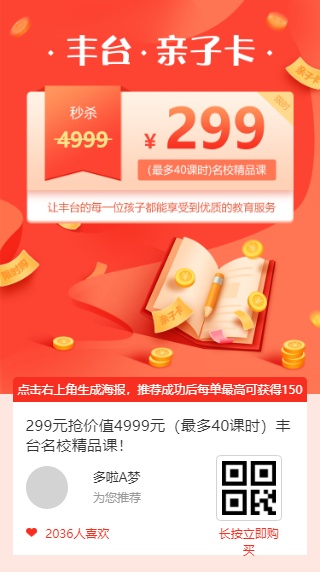 ·丰台·亲子卡·
亲子卡
限时
秒杀
4999
¥299
(最多40课时)名校精品课
让丰台的每一位孩子都能享受到优质的教育服务
亲子卡
点击右上角生成海报，推荐成功后每单最高可获得150
299元抢价值4999元（最多40课时）丰
台名校精品课！
多啦A梦
为您推荐
2036人喜欢
长按立即购
买